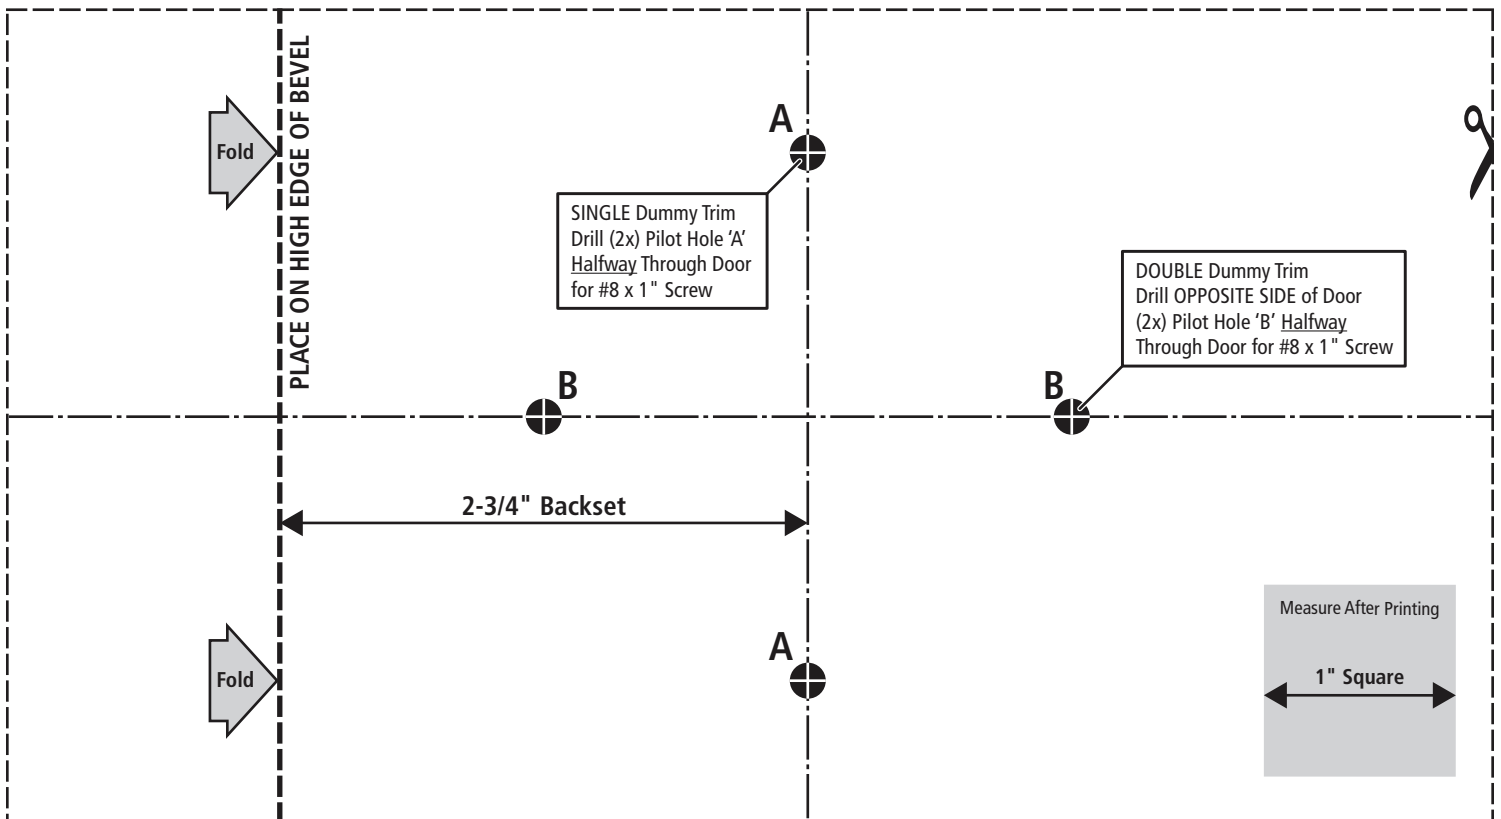 PLACE ON HIGH EDGE OF BEVEL
Fold
A
SINGLE Dummy Trim
Drill (2x) Pilot Hole ‘A’
Halfway Through Door
for #8 x 1" Screw
DOUBLE Dummy Trim
Drill OPPOSITE SIDE of Door
(2x) Pilot Hole ‘B’ Halfway
Through Door for #8 x 1" Screw
B
B
2-3/4" Backset
Fold
A
Measure After Printing
1" Square